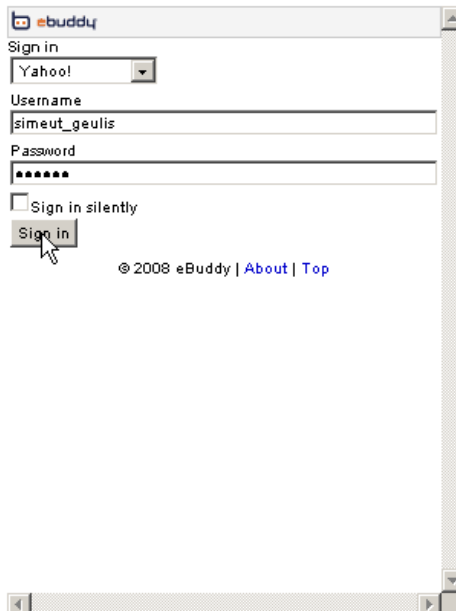 ebuddy
Sign in
Yahoo!
Username
simeut_geulis
Password
••••••
Sign in silently
Sign in
© 2008 eBuddy | About | Top